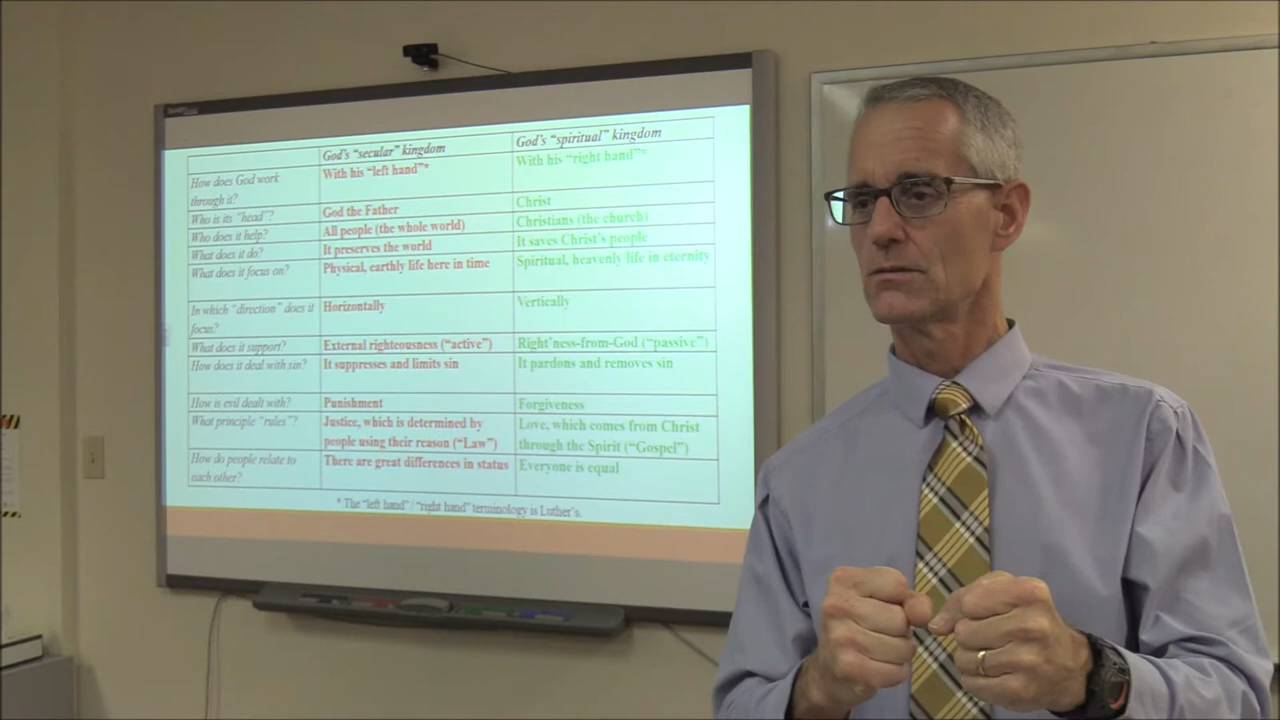 God's "secular" kingdom
God's "spiritual" kingdom
How does God work
through it?
With his "left hand"*
With his "right hand"*
Who is its "head"?
God the Father
Christ
Who does it help?
All people (the whole world)
Christians (the church)
What does it do?
It preserves the world
It saves Christ's people
What does it focus on?
Physical, earthly life here in time
Spiritual, heavenly life in eternity
In which "direction" does it
focus?
Horizontally
Vertically
What does it support?
External righteousness ("active")
Right'ness-from-God ("passive")
How does it deal with sin?
It suppresses and limits sin
It pardons and removes sin
How is evil dealt with?
Punishment
Forgiveness
What principle "rules"?
Justice, which is determined by
people using their reason ("Law")
Love, which comes from Christ
through the Spirit ("Gospel")
How do people relate to
each other?
There are great differences in status
Everyone is equal
* The "left hand" / "right hand" terminology is Luther's.